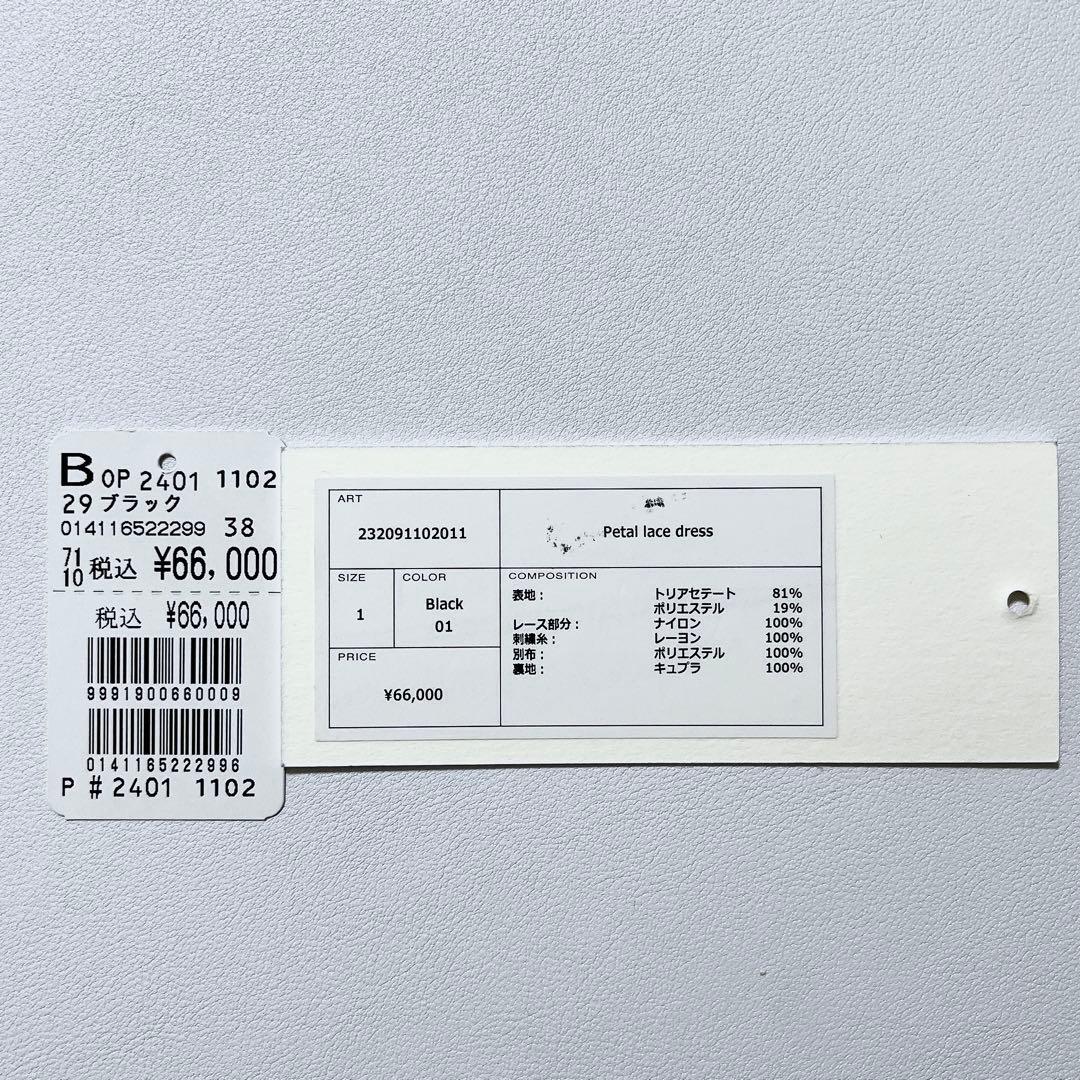 B OP 2401 1102
29 ブラック
014116522299 38
71
10 税込 ¥66,000
税込 ¥66,000
9991900660009
0141165222996
P # 2401 1102
ART
232091102011
Petal lace dress
SIZE
1
COLOR
Black
01
PRICE
¥66,000
COMPOSITION
表地: トリアセテート 81%
ポリエステル 19%
レース部分: ナイロン 100%
刺繍糸: レーヨン 100%
別布: ポリエステル 100%
裏地: キュプラ 100%